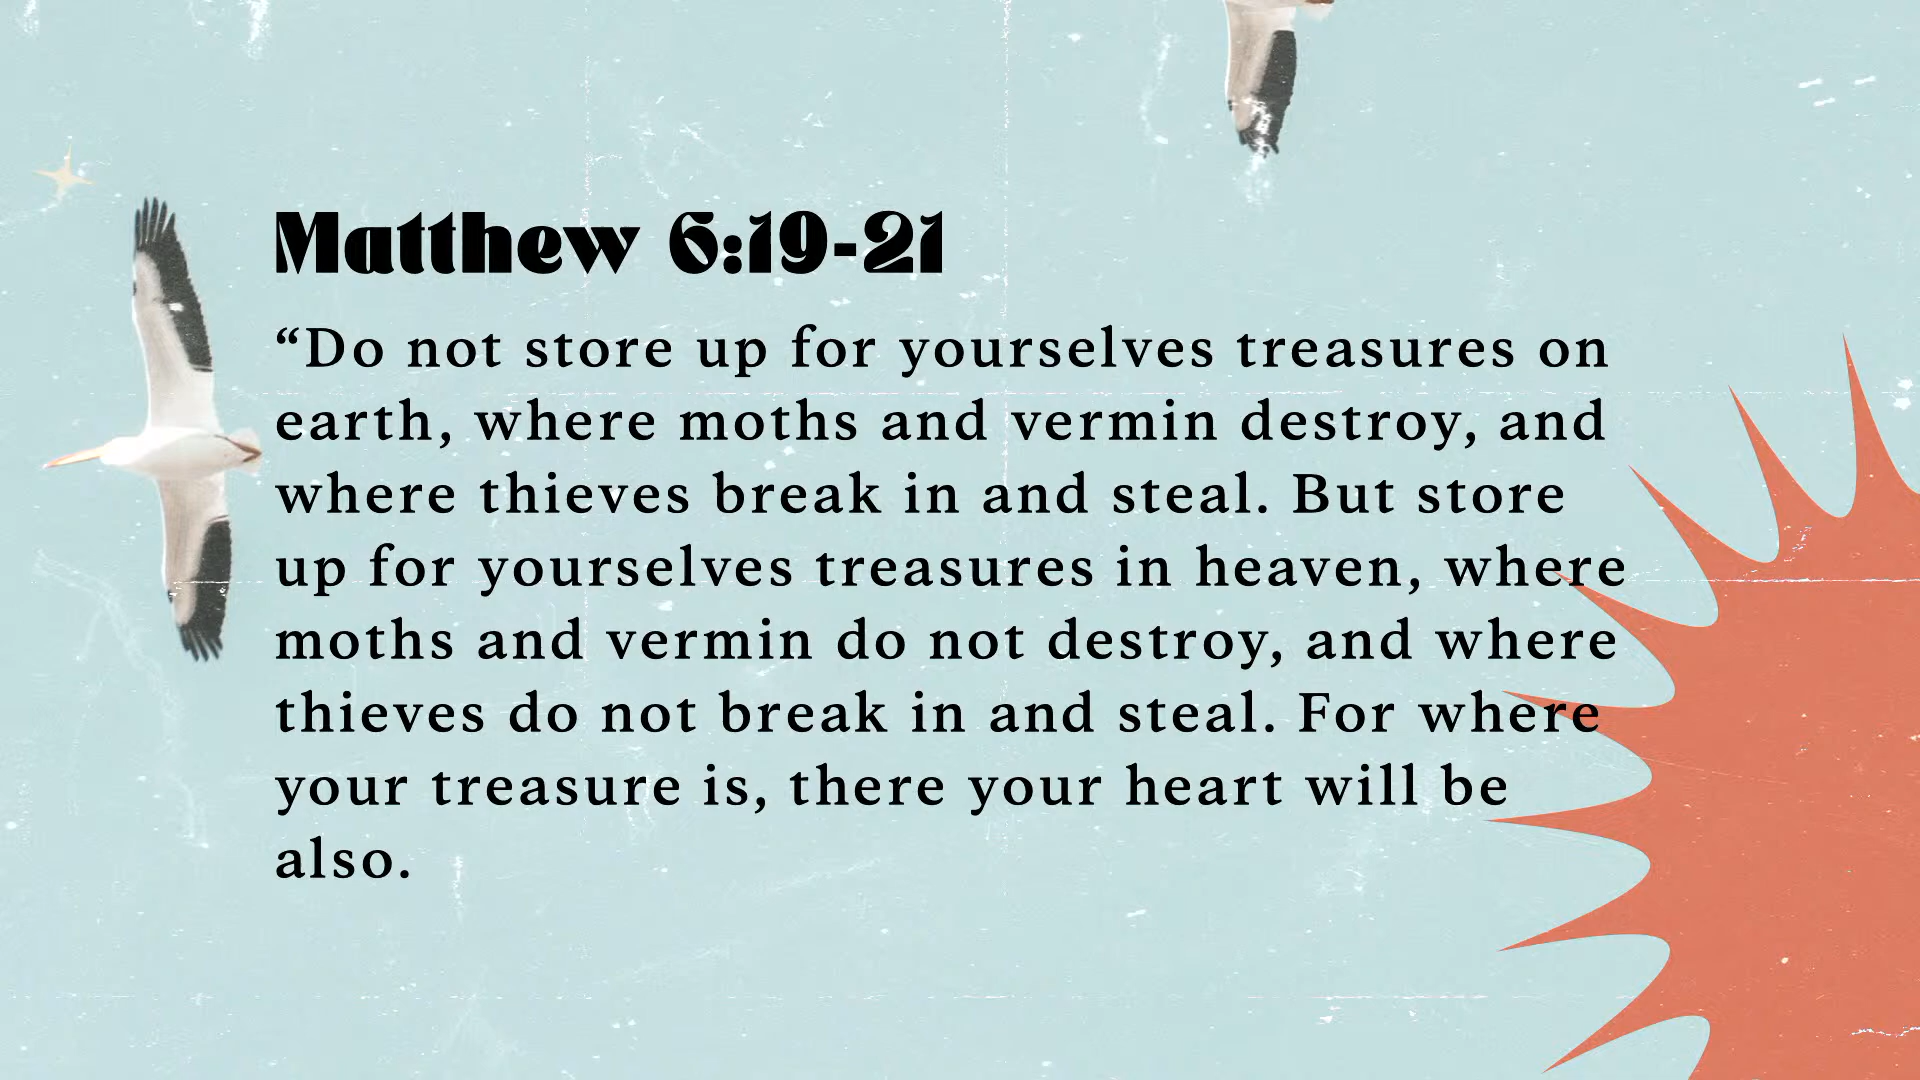 Matthew 6:19-21
“Do not store up for yourselves treasures on
earth, where moths and vermin destroy, and
where thieves break in and steal. But store
up for yourselves treasures in heaven, where
moths and vermin do not destroy, and where
thieves do not break in and steal. For where
your treasure is, there your heart will be
also.